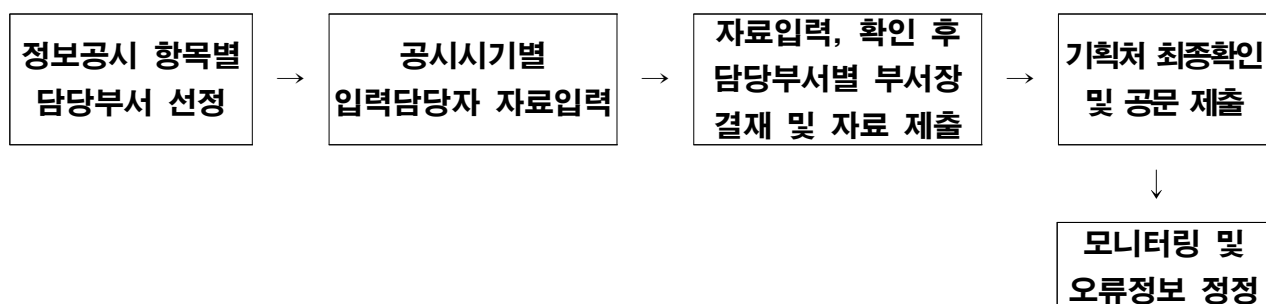 정보공시 항목별
담당부서 선정
→
공시시기별
입력담당자 자료입력
→
자료입력, 확인 후
담당부서별 부서장
결재 및 자료 제출
→
기획처 최종확인
및 공문 제출
↓
모니터링 및
오류정보 정정